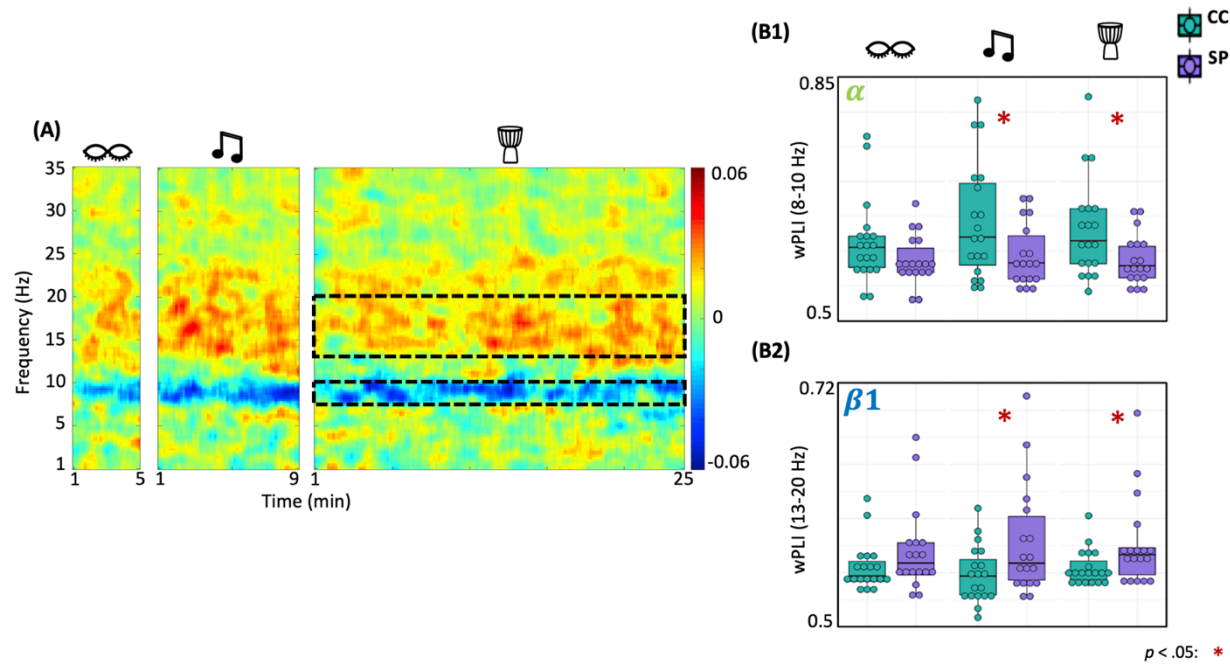 (A)
Frequency (Hz)
35
30
25
20
15
10
5
1
1
5
1
9
1
25
Time (min)
0.06
0
-0.06
(B1)
CC
SP
0.85
α
*
*
wPLI (8-10 Hz)
0.5
(B2)
0.72
β1
*
*
wPLI (13-20 Hz)
0.5
p < .05: *